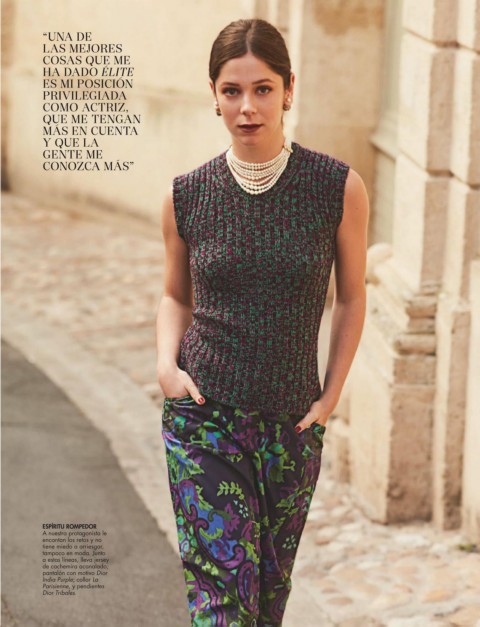 “UNA DE
LAS MEJORES
COSAS QUE ME
HA DADO ÉLITE
ES MI POSICIÓN
PRIVILEGIADA
COMO ACTRIZ,
QUE ME TENGAN
MÁS EN CUENTA
Y QUE LA
GENTE ME
CONOZCA MÁS”
ESPÍRITU ROMPEDOR
A nuestra protagonista le
encantan los retos y no
tiene miedo a arriesgar,
tampoco en moda. Junto
a estas líneas, lleva jersey
de cachemira acanalado,
pantalón con motivo Dior
India Purple, collar La
Parisienne, y pendientes
Dior Tribales.